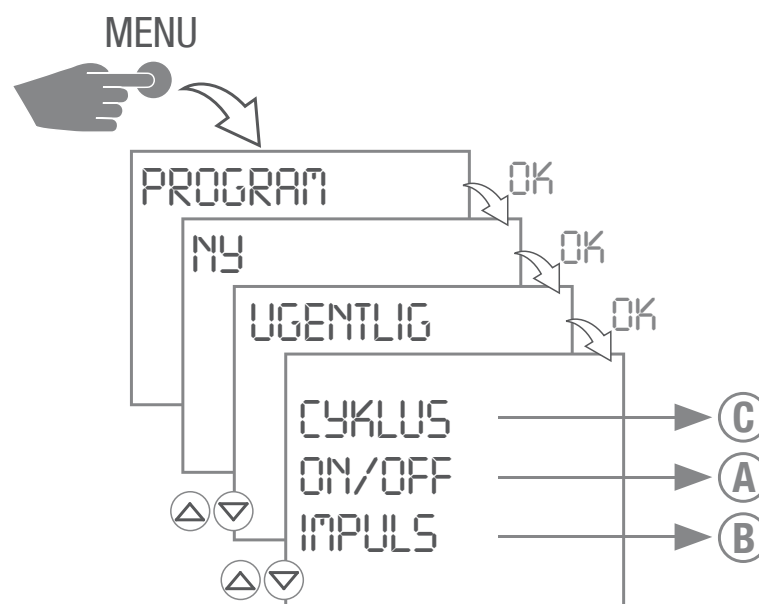 MENU
PROGRAM
OK
NY
OK
UGENTLIG
OK
CYKLUS
C
ON/OFF
A
IMPULS
B